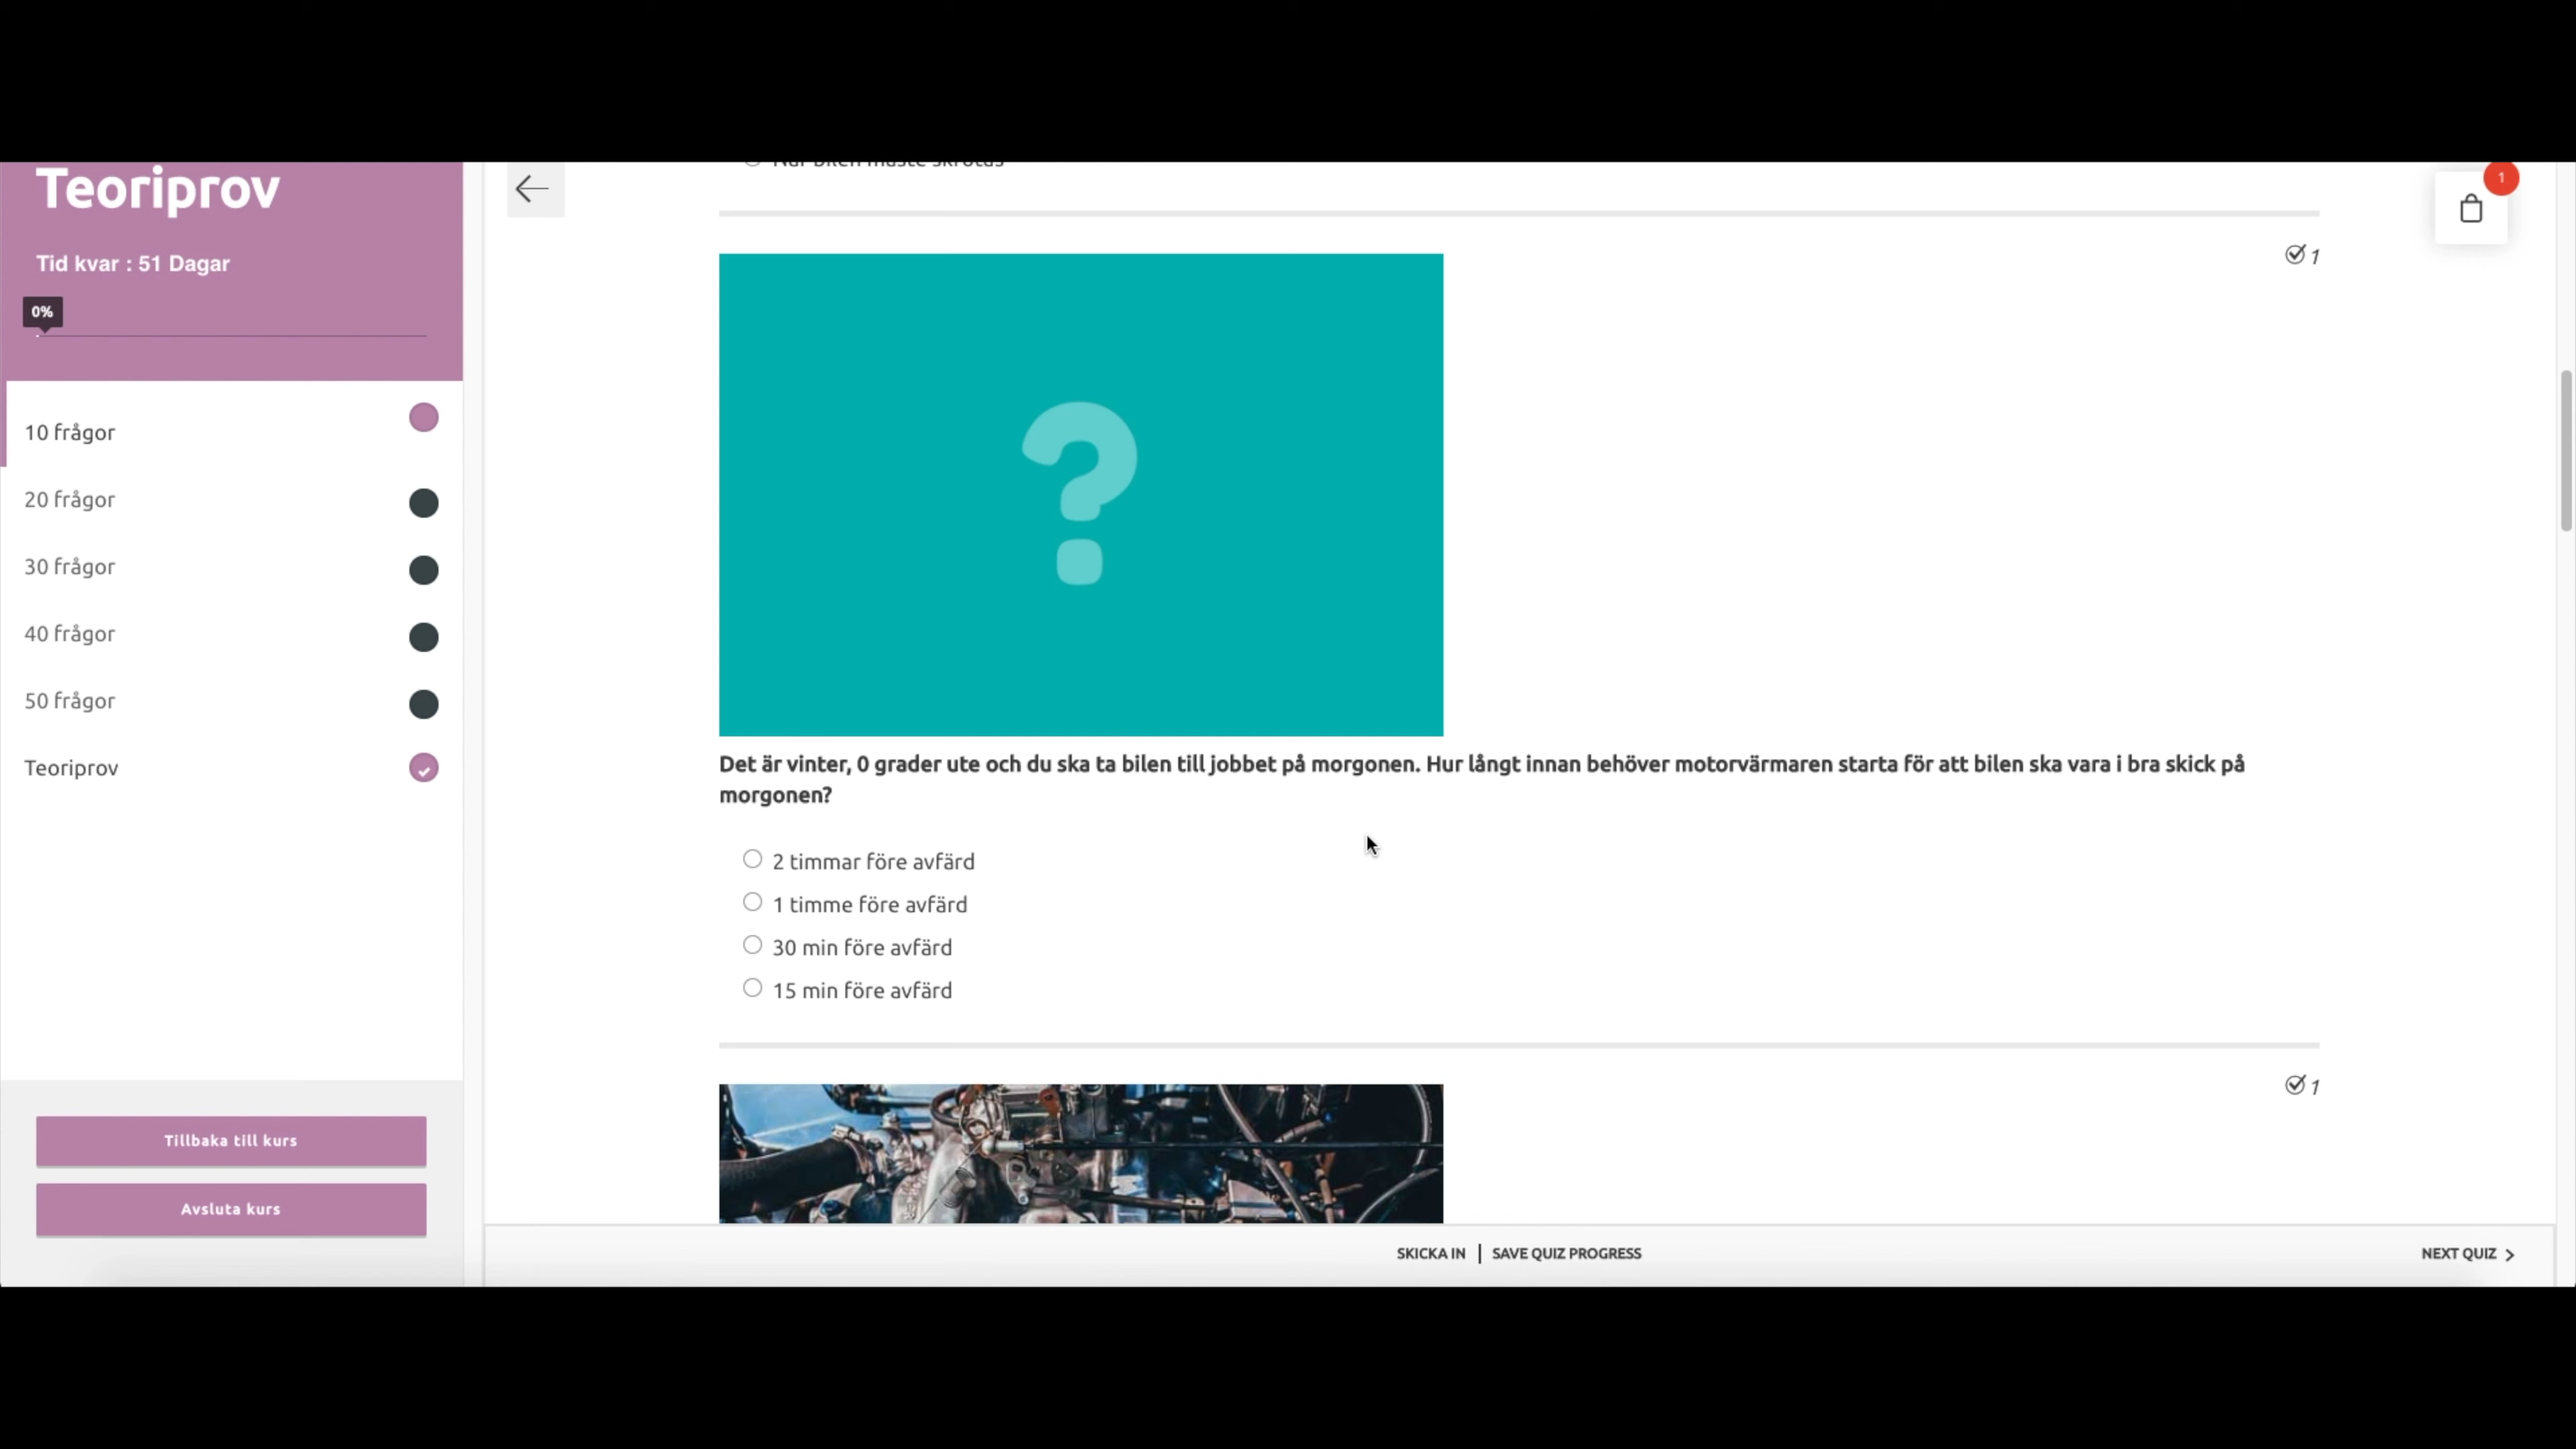 Teoriprov
Tid kvar : 51 Dagar
0%
10 frågor
20 frågor
30 frågor
40 frågor
50 frågor
Teoriprov
Tillbaka till kurs
Avsluta kurs
När bilen måste skrotas
1
1
Det är vinter, 0 grader ute och du ska ta bilen till jobbet på morgonen. Hur långt innan behöver motorvärmaren starta för att bilen ska vara i bra skick på
morgonen?
2 timmar före avfärd
1 timme före avfärd
30 min före avfärd
15 min före avfärd
1
SKICKA IN | SAVE QUIZ PROGRESS
NEXT QUIZ